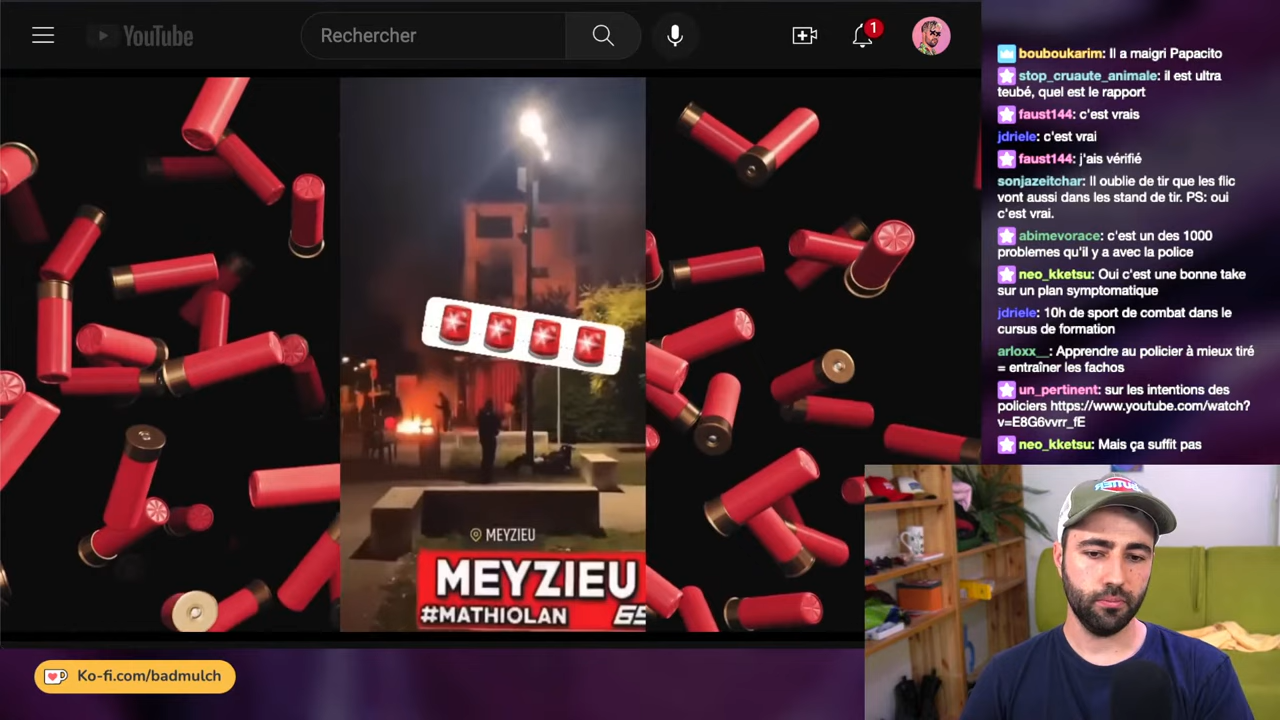 YouTube
Rechercher
1
MEYZIEU
MEYZIEU
#MATHIOLAN 69
Ko-fi.com/badmulch
bouboukarim: Il a maigri Papacito
stop_cruaute_animale: il est ultra
teubé, quel est le rapport
faust144: c'est vrais
jdriele: c'est vrai
faust144: j'ais vérifié
sonjazeitchar: Il oublie de tir que les flic
vont aussi dans les stand de tir. PS: oui
c'est vrai.
abimevorace: c'est un des 1000
problemes qu'il y a avec la police
neo_kketsu: Oui c'est une bonne take
sur un plan symptomatique
jdriele: 10h de sport de combat dans le
cursus de formation
arloxx__: Apprendre au policier à mieux tiré
= entraîner les fachos
un_pertinent: sur les intentions des
policiers https://www.youtube.com/watch?
v=E8G6vvrr_fE
neo_kketsu: Mais ça suffit pas